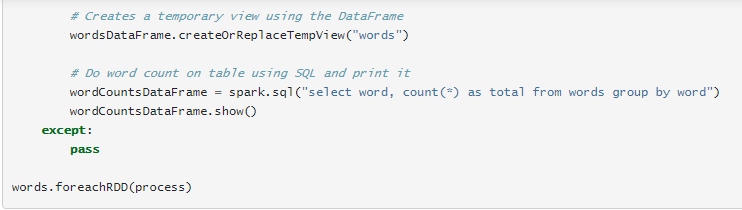 # Creates a temporary view using the DataFrame
wordsDataFrame.createOrReplaceTempView("words")
# Do word count on table using SQL and print it
wordCountsDataFrame = spark.sql("select word, count(*) as total from words group by word")
wordCountsDataFrame.show()
except:
pass
words.foreachRDD(process)